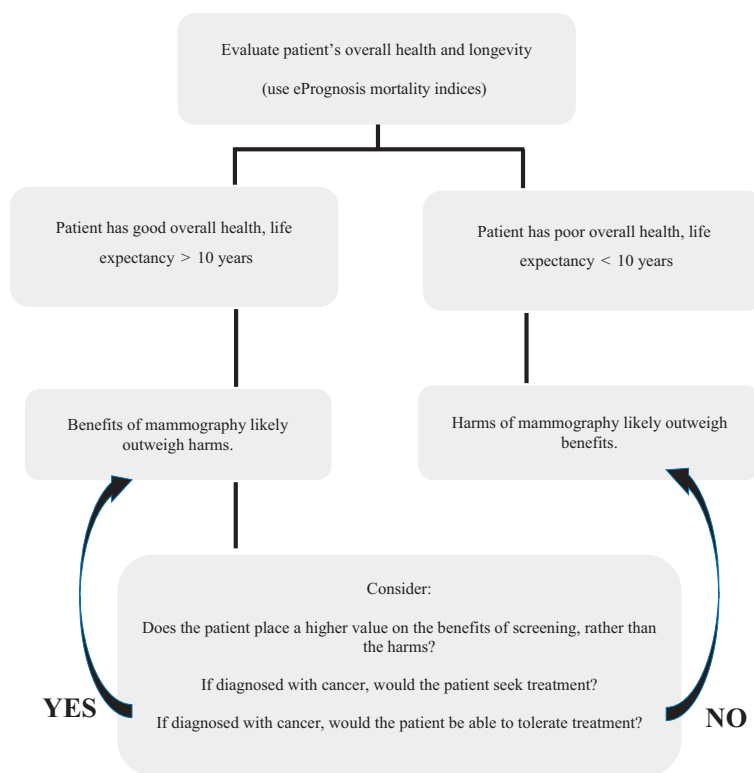 Evaluate patient's overall health and longevity
(use ePrognosis mortality indices)
Patient has good overall health, life
expectancy > 10 years
Patient has poor overall health, life
expectancy < 10 years
Benefits of mammography likely
outweigh harms.
Harms of mammography likely outweigh
benefits.
Consider:
Does the patient place a higher value on the benefits of screening, rather than
the harms?
If diagnosed with cancer, would the patient seek treatment?
If diagnosed with cancer, would the patient be able to tolerate treatment?
YES
NO